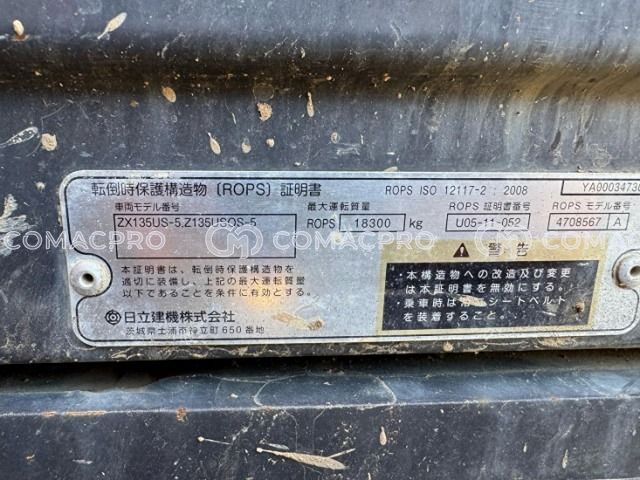 転倒時保護構造物 (ROPS) 証明書
ROPS ISO 12117-2 : 2008
YA0003473
車両モデル番号
最大運転質量
ROPS 証明書番号
ROPS モデル番号
ZX135US-5,Z135USOS-5
ROPS 18300 kg
U05-11-052
4708567 A
COMACPRO COMACPRO COMACPRO
本証明書は、転倒時保護構造物が
適切に装備し、上記の最大運転質量
以下であることを条件に有効とする。
警告
本構造物への改造及び変更
は本証明書を無効にする。
乗車時は シートベルト
を装着すること。
日立建機株式会社
茨城県土浦市神立町650番地